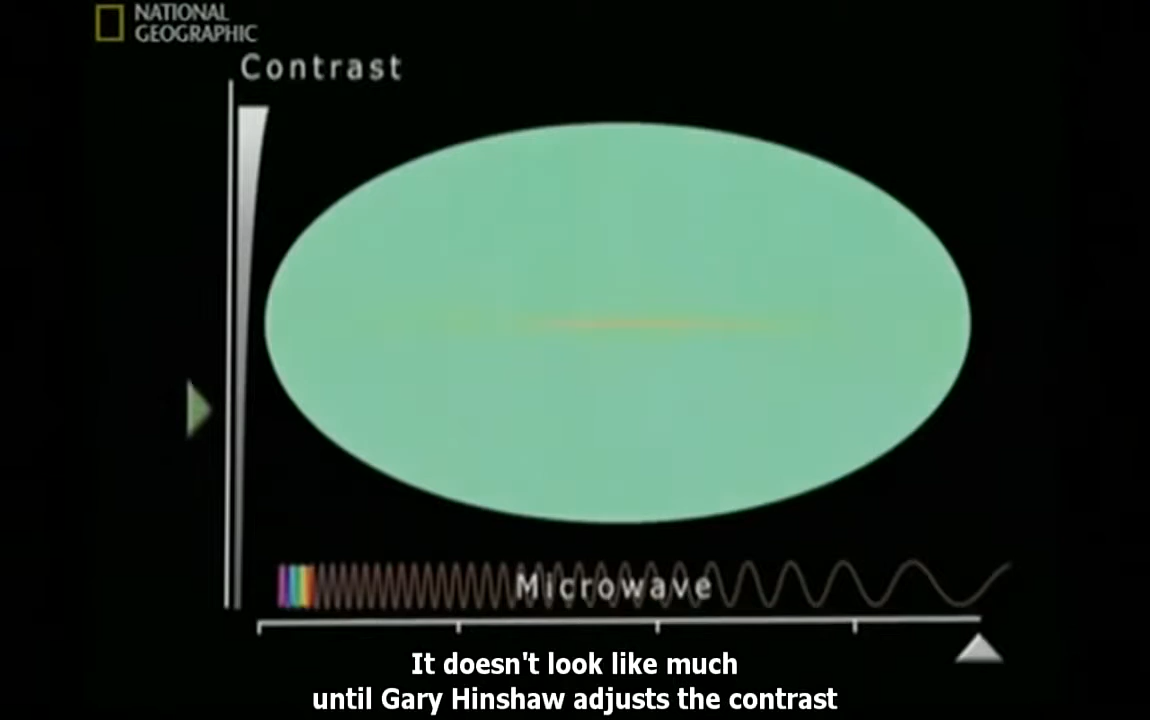 NATIONAL
GEOGRAPHIC
Contrast
Microwave
It doesn't look like much
until Gary Hinshaw adjusts the contrast